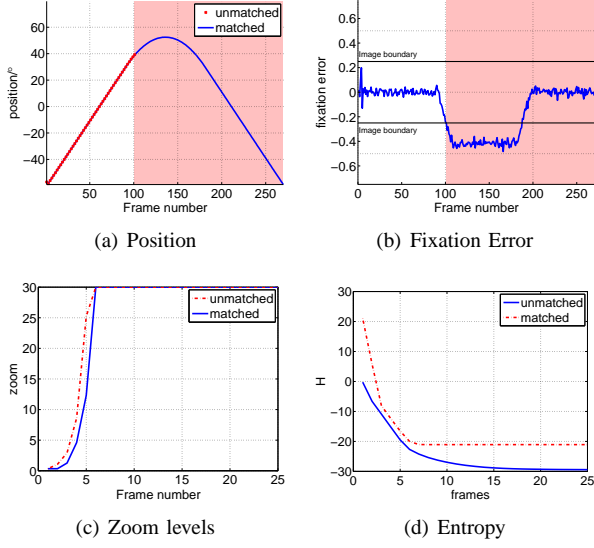 unmatched
matched
80
60
40
20
0
−20
−40
50 100 150 200 250
position/°
Frame number
(a) Position
0.6
0.4
0.2
0
−0.2
−0.4
−0.6
0 100 200
Image boundary
Image boundary
fixation error
Frame number
(b) Fixation Error
unmatched
matched
30
25
20
15
10
5
0
0 5 10 15 20 25
zoom
Frame number
(c) Zoom levels
unmatched
matched
30
20
10
0
−10
−20
−30
0 5 10 15 20 25
H
frames
(d) Entropy